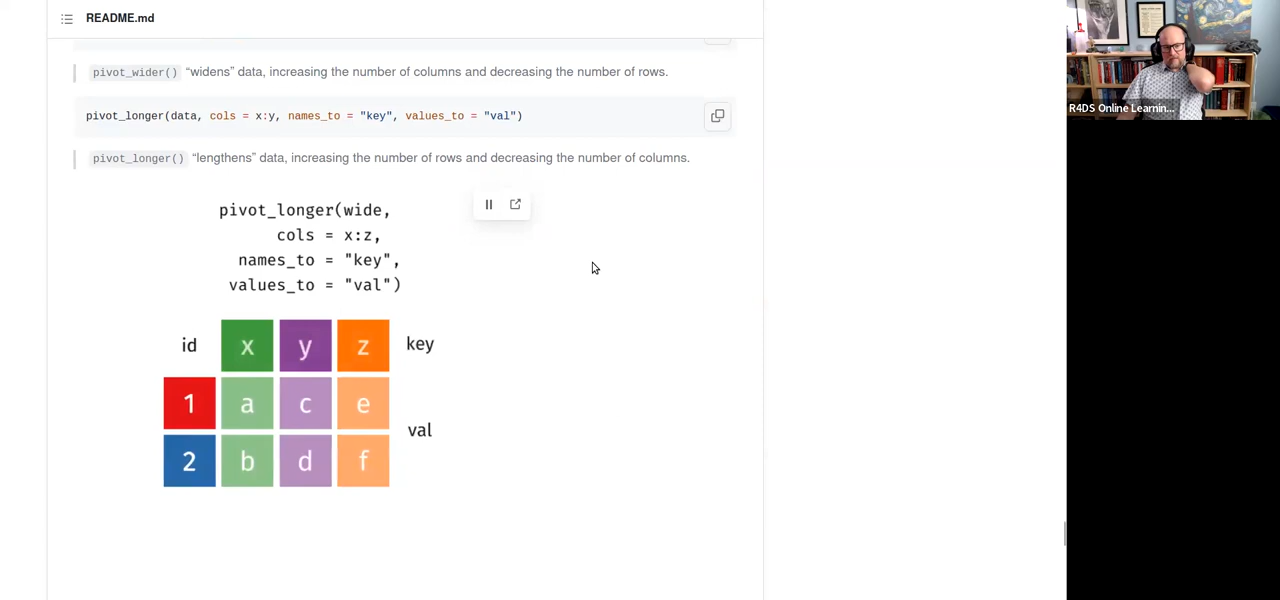 README.md
pivot_wider() “widens” data, increasing the number of columns and decreasing the number of rows.
pivot_longer(data, cols = x:y, names_to = "key", values_to = "val")
pivot_longer() “lengthens” data, increasing the number of rows and decreasing the number of columns.
pivot_longer(wide,
cols = x:z,
names_to = "key",
values_to = "val")
id x y z key
1 a c e
val
2 b d f
R4DS Online Learnin...